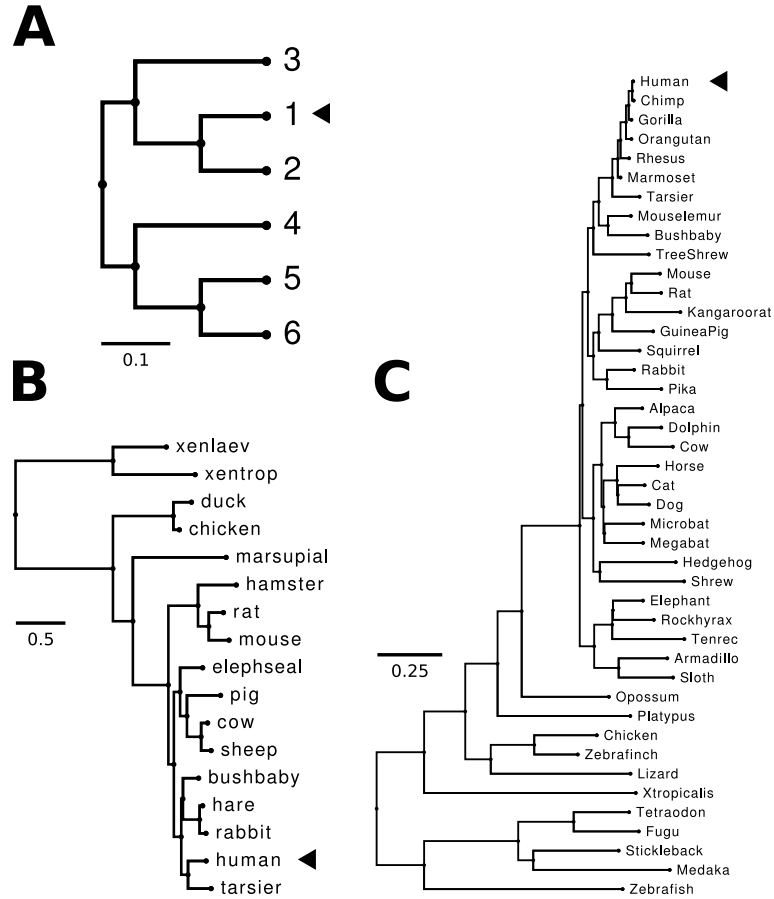 A
3
1
2
4
5
6
0.1
B
xenlaev
xentrop
duck
chicken
marsupial
hamster
rat
mouse
elephseal
pig
cow
sheep
bushbaby
hare
rabbit
human
tarsier
0.5
C
Human
Chimp
Gorilla
Orangutan
Rhesus
Marmoset
Tarsier
Mouselemur
Bushbaby
TreeShrew
Mouse
Rat
Kangaroorat
GuineaPig
Squirrel
Rabbit
Pika
Alpaca
Dolphin
Cow
Horse
Cat
Dog
Microbat
Megabat
Hedgehog
Shrew
Elephant
Rockhyrax
Tenrec
Armadillo
Sloth
Opossum
Platypus
Chicken
Zebrafinch
Lizard
Xtropicalis
Tetraodon
Fugu
Stickleback
Medaka
Zebrafish
0.25